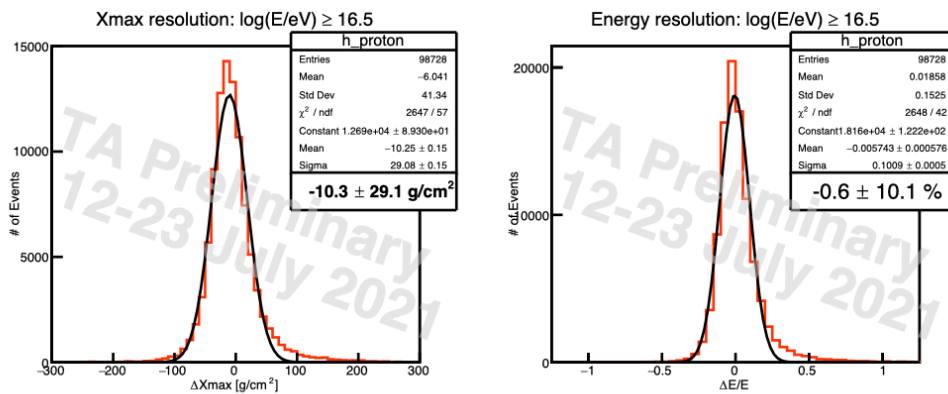 Xmax resolution: log(E/eV) ≥ 16.5
h_proton
Entries 98728
Mean −6.041
Std Dev 41.34
χ² / ndf 2647 / 57
Constant 1.269e+04 ± 8.930e+01
Mean −10.25 ± 0.15
Sigma 29.08 ± 0.15
-10.3 ± 29.1 g/cm²
TA Preliminary
12-23 July 2021
# of Events
15000
10000
5000
0
−300 −200 −100 0 100 200 300
ΔXmax [g/cm²]
Energy resolution: log(E/eV) ≥ 16.5
h_proton
Entries 98728
Mean 0.01858
Std Dev 0.1525
χ² / ndf 2648 / 42
Constant 1.816e+04 ± 1.222e+02
Mean −0.005743 ± 0.000576
Sigma 0.1009 ± 0.0005
-0.6 ± 10.1 %
TA Preliminary
12-23 July 2021
# of Events
20000
10000
0
−1 −0.5 0 0.5 1
ΔE/E